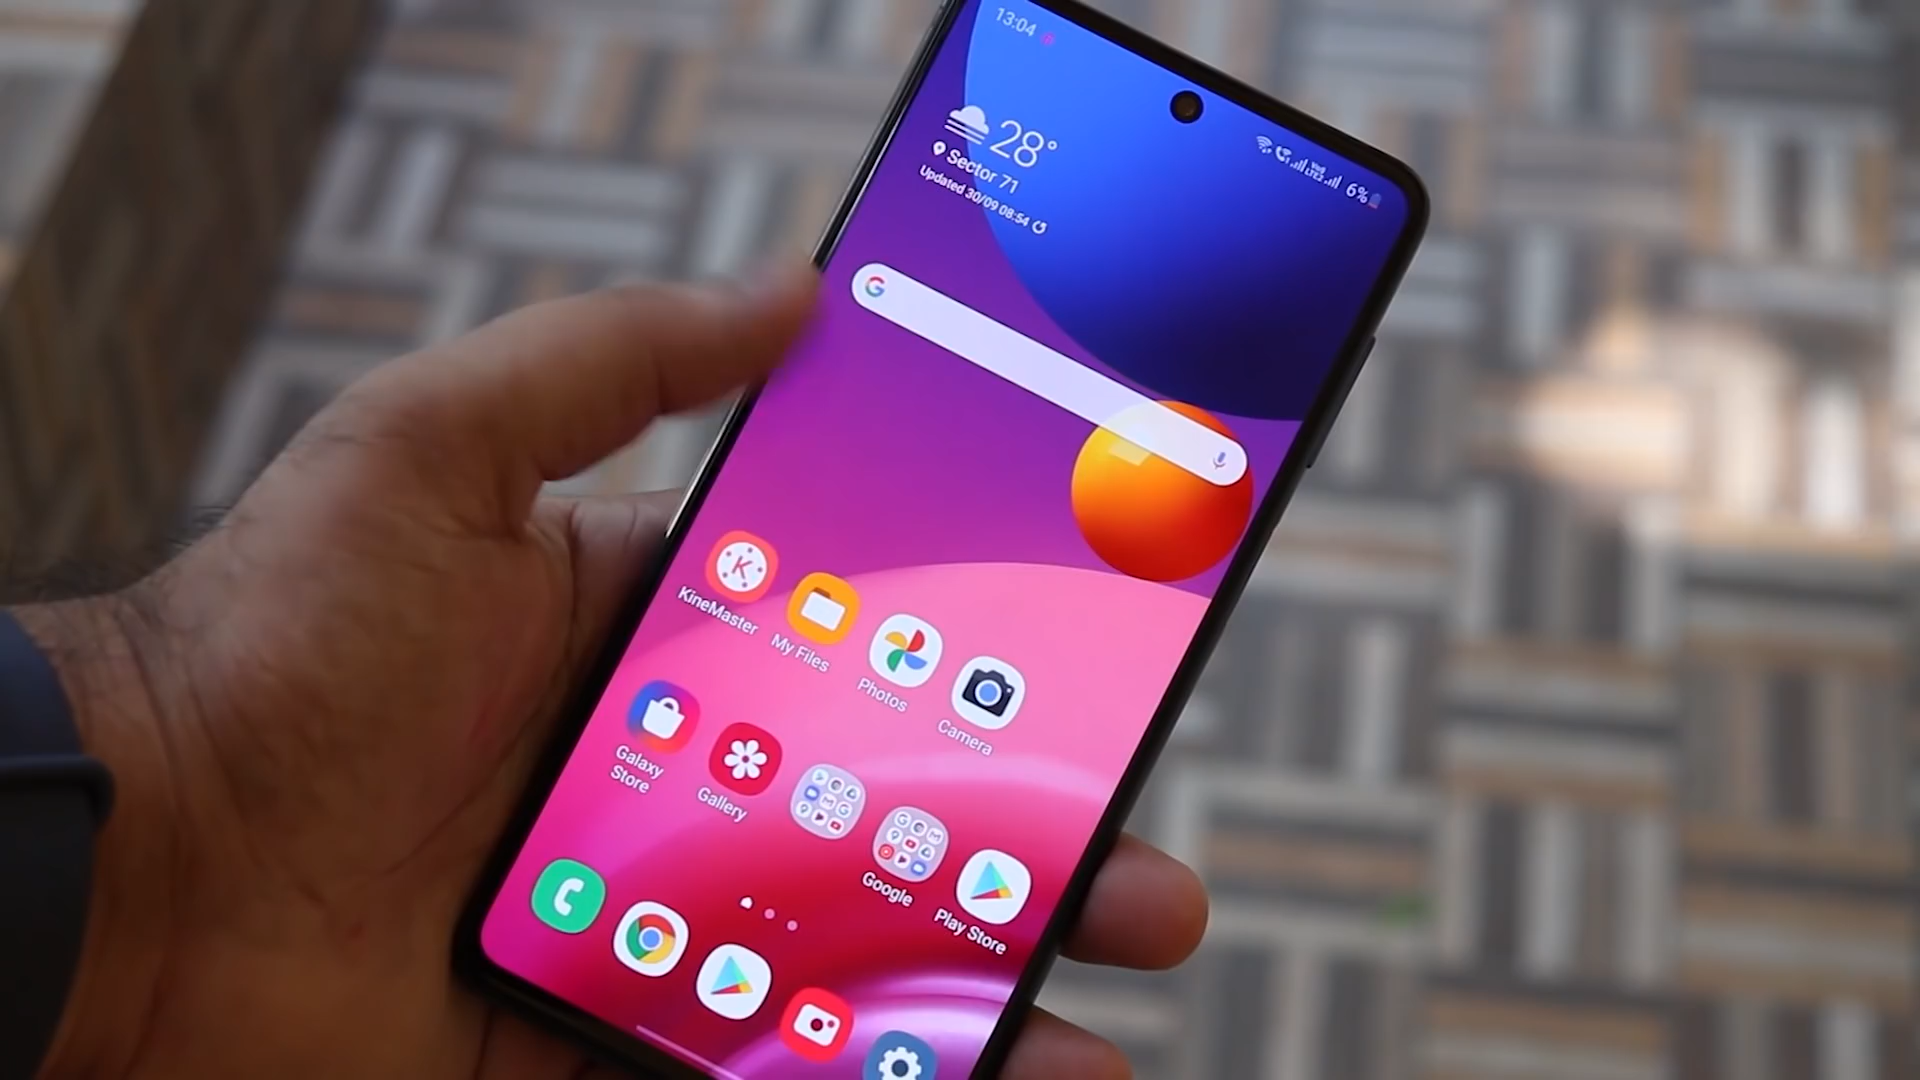 13:04
6%
28°
Sector 71
Updated 30/09 08:54
KineMaster
My Files
Photos
Camera
Galaxy
Store
Gallery
Google
Play Store